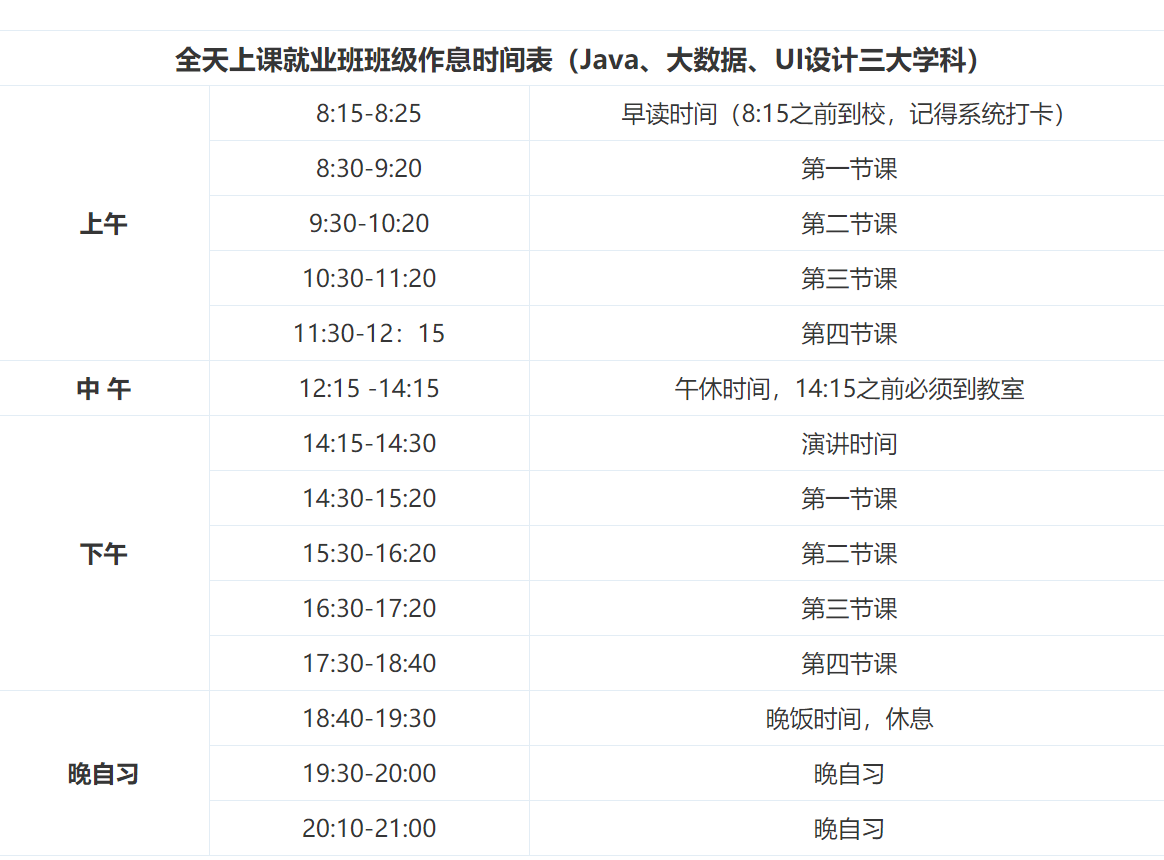 全天上课就业班班级作息时间表（Java、大数据、UI设计三大学科）
上午
8:15-8:25 早读时间（8:15之前到校，记得系统打卡）
8:30-9:20 第一节课
9:30-10:20 第二节课
10:30-11:20 第三节课
11:30-12：15 第四节课
中 午 12:15 -14:15 午休时间，14:15之前必须到教室
下午
14:15-14:30 演讲时间
14:30-15:20 第一节课
15:30-16:20 第二节课
16:30-17:20 第三节课
17:30-18:40 第四节课
晚自习
18:40-19:30 晚饭时间，休息
19:30-20:00 晚自习
20:10-21:00 晚自习